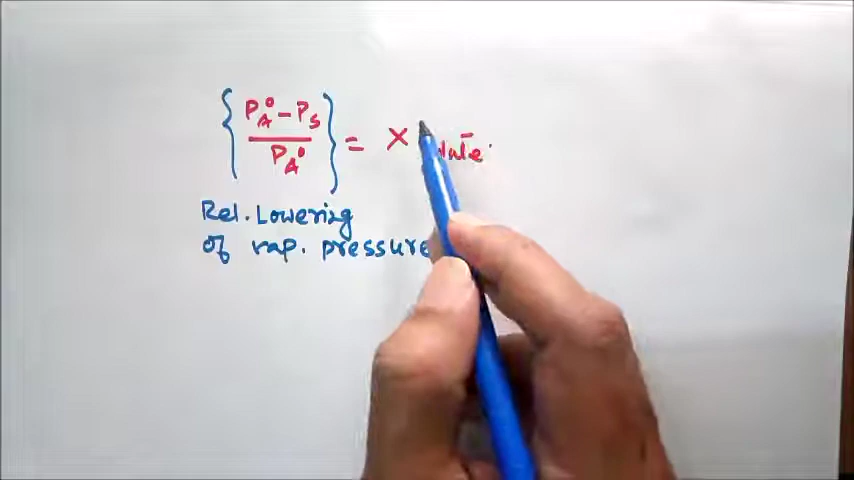 { P_A° - P_S / P_A° } = X
Rel. Lowering
of vap. pressure